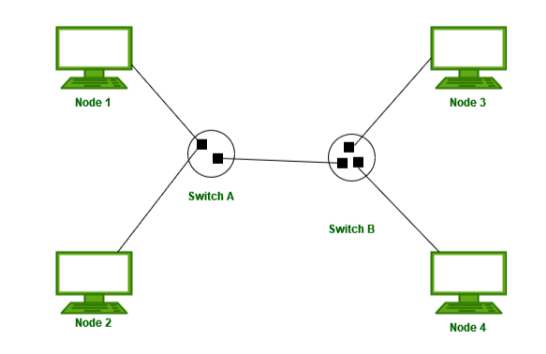 Node 1
Node 3
Switch A
Switch B
Node 2
Node 4